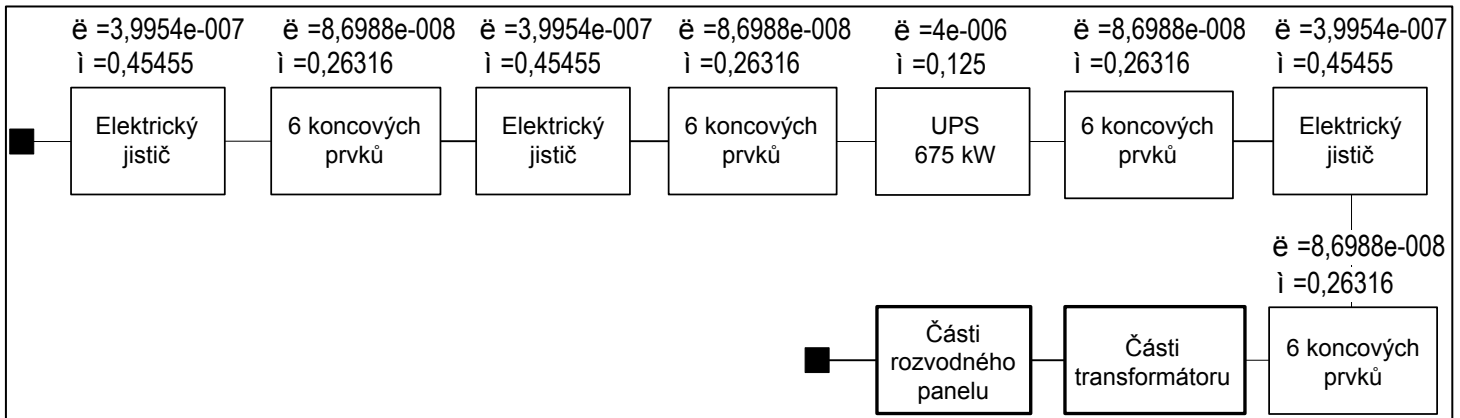 ë =3,9954e-007
ì =0,45455
Elektrický
jistič
ë =8,6988e-008
ì =0,26316
6 koncových
prvků
ë =3,9954e-007
ì =0,45455
Elektrický
jistič
ë =8,6988e-008
ì =0,26316
6 koncových
prvků
ë =4e-006
ì =0,125
UPS
675 kW
ë =8,6988e-008
ì =0,26316
6 koncových
prvků
ë =3,9954e-007
ì =0,45455
Elektrický
jistič
ë =8,6988e-008
ì =0,26316
6 koncových
prvků
Části
transformátoru
Části
rozvodného
panelu